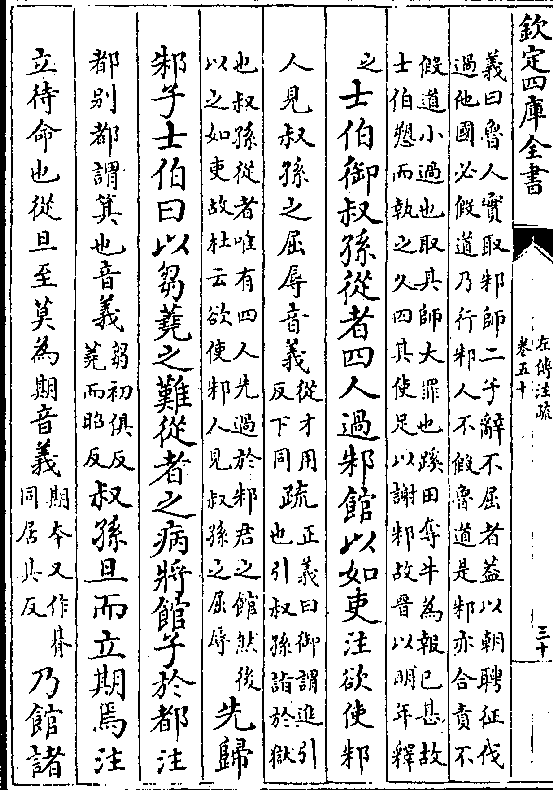 欽定四庫全書
左傳注疏
卷五十
三十
義曰魯人實取邾師二子辭不屈者蓋以朝聘征伐
過他國必假道乃行邾人不假魯道是邾亦合責不
假道小過也取其師大罪也蹊田奪牛為報已甚故
士伯愬而執之久囚其使足以謝邾故晉以明年釋
之士伯御叔孫從者四人過邾館以如吏注欲使邾
人見叔孫之屈辱音義
從才用
反下同
疏
正義曰御謂進引
也引叔孫詣於獄
也叔孫從者唯有四人先過於邾君之館然後
以之如吏故杜云欲使邾人見叔孫之屈辱
先歸
邾子士伯曰以芻蕘之難從者之病將館子於都注
都别都謂箕也音義
芻初俱反
蕘而昭反
叔孫旦而立期焉注
立待命也從旦至莫為期音義
期本又作朞
同居其反
乃館諸